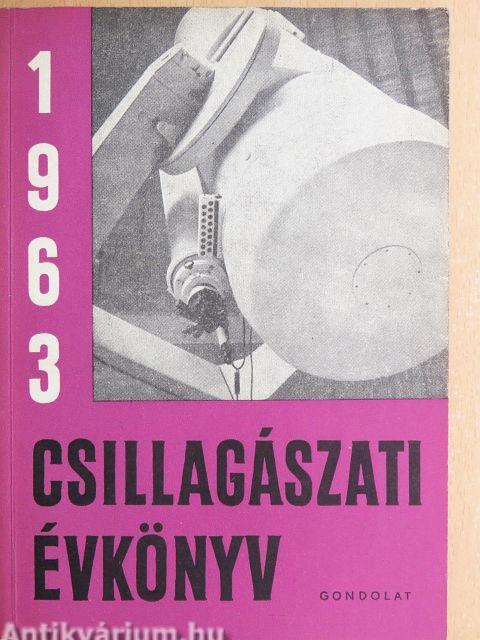 1
9
6
3
CSILLAGÁSZATI
ÉVKÖNYV
GONDOLAT
Antikvárium.hu